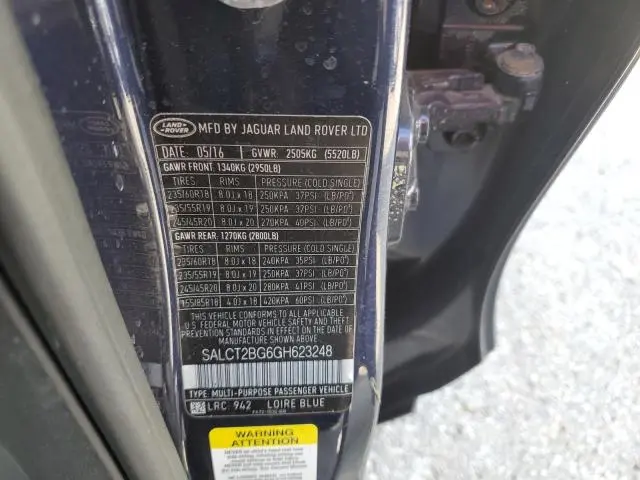 LAND ROVER
MFD BY JAGUAR LAND ROVER LTD
DATE: 05/16 GVWR: 2505KG (5520LB)
GAWR FRONT: 1340KG (2950LB)
TIRES RIMS PRESSURE (COLD SINGLE)
235/60R18 8.0J x 18 250KPA 37PSI (LB/PO²)
235/55R19 8.0J x 19 250KPA 37PSI (LB/PO²)
245/45R20 8.0J x 20 270KPA 40PSI (LB/PO²)
GAWR REAR: 1270KG (2800LB)
TIRES RIMS PRESSURE (COLD SINGLE)
235/60R18 8.0J x 18 240KPA 35PSI (LB/PO²)
235/55R19 8.0J x 19 250KPA 37PSI (LB/PO²)
245/45R20 8.0J x 20 280KPA 41PSI (LB/PO²)
155/85R18 4.0J x 18 420KPA 60PSI (LB/PO²)
THIS VEHICLE CONFORMS TO ALL APPLICABLE
U.S FEDERAL MOTOR VEHICLE SAFETY AND THEFT
PREVENTION STANDARDS IN EFFECT ON THE DATE OF
MANUFACTURE SHOWN ABOVE.
SALCT2BG6GH623248
TYPE: MULTI-PURPOSE PASSENGER VEHICLE
LRC 942 LOIRE BLUE
WARNING
ATTENTION